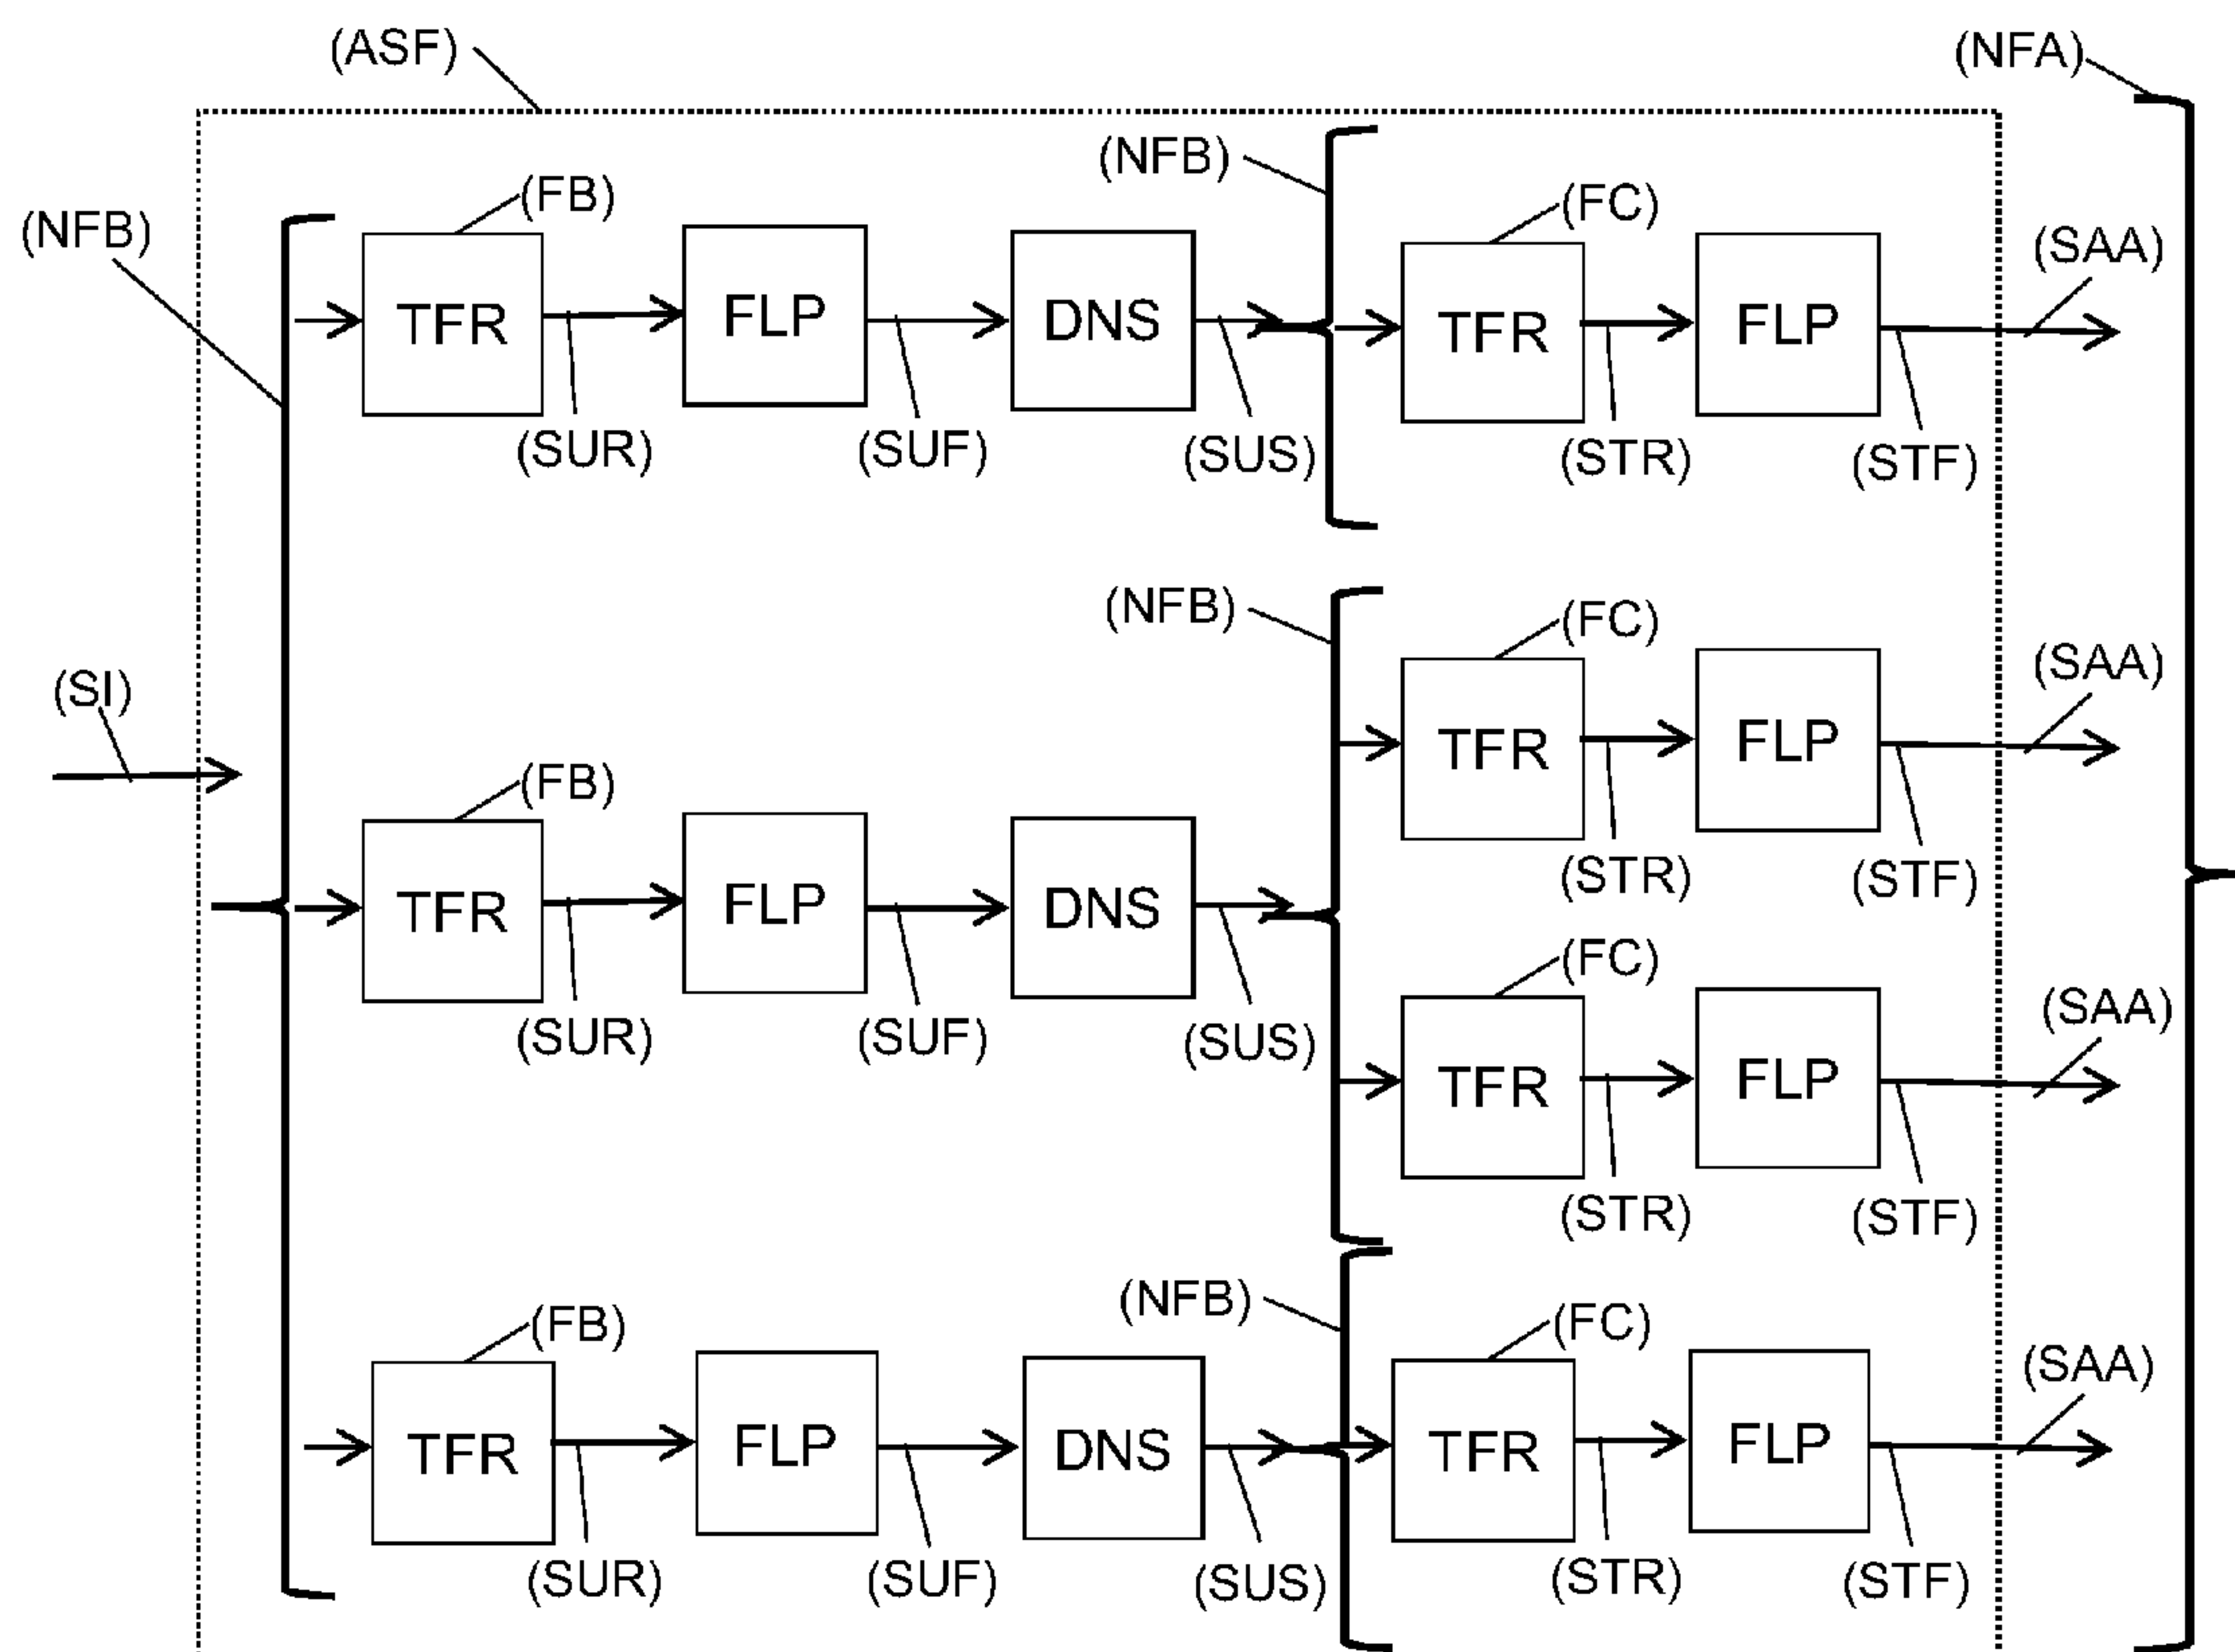 (ASF)
(NFA)
(NFB)
(FB)
(NFB)
(FC)
(SAA)
TFR
FLP
DNS
TFR
FLP
(SUR)
(SUF)
(SUS)
(STR)
(STF)
(NFB)
(FC)
(SAA)
(SI)
(FB)
TFR
FLP
(STR)
(STF)
TFR
FLP
DNS
(FC)
(SAA)
(SUR)
(SUF)
(SUS)
TFR
FLP
(STR)
(STF)
(FB)
(NFB)
(FC)
(SAA)
TFR
FLP
DNS
TFR
FLP
(SUR)
(SUF)
(SUS)
(STR)
(STF)